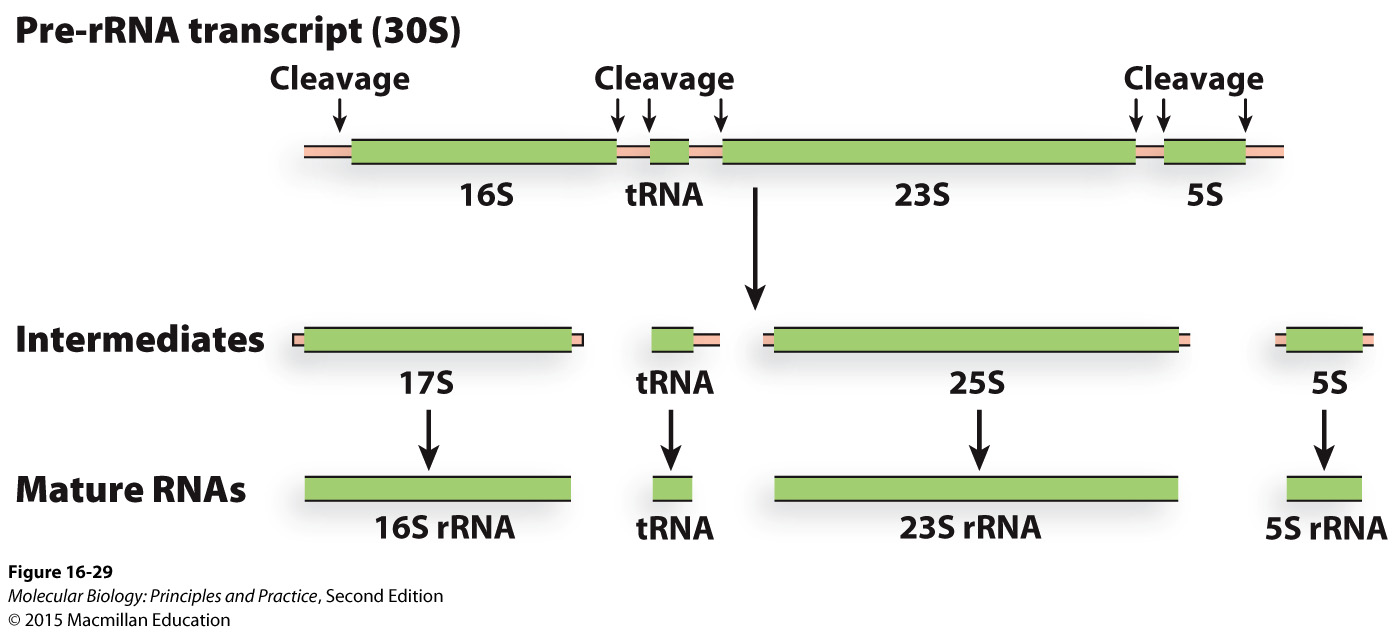 Pre-rRNA transcript (30S)
Cleavage Cleavage Cleavage
16S tRNA 23S 5S
Intermediates
17S tRNA 25S 5S
Mature RNAs
16S rRNA tRNA 23S rRNA 5S rRNA
Figure 16-29
Molecular Biology: Principles and Practice, Second Edition
© 2015 Macmillan Education